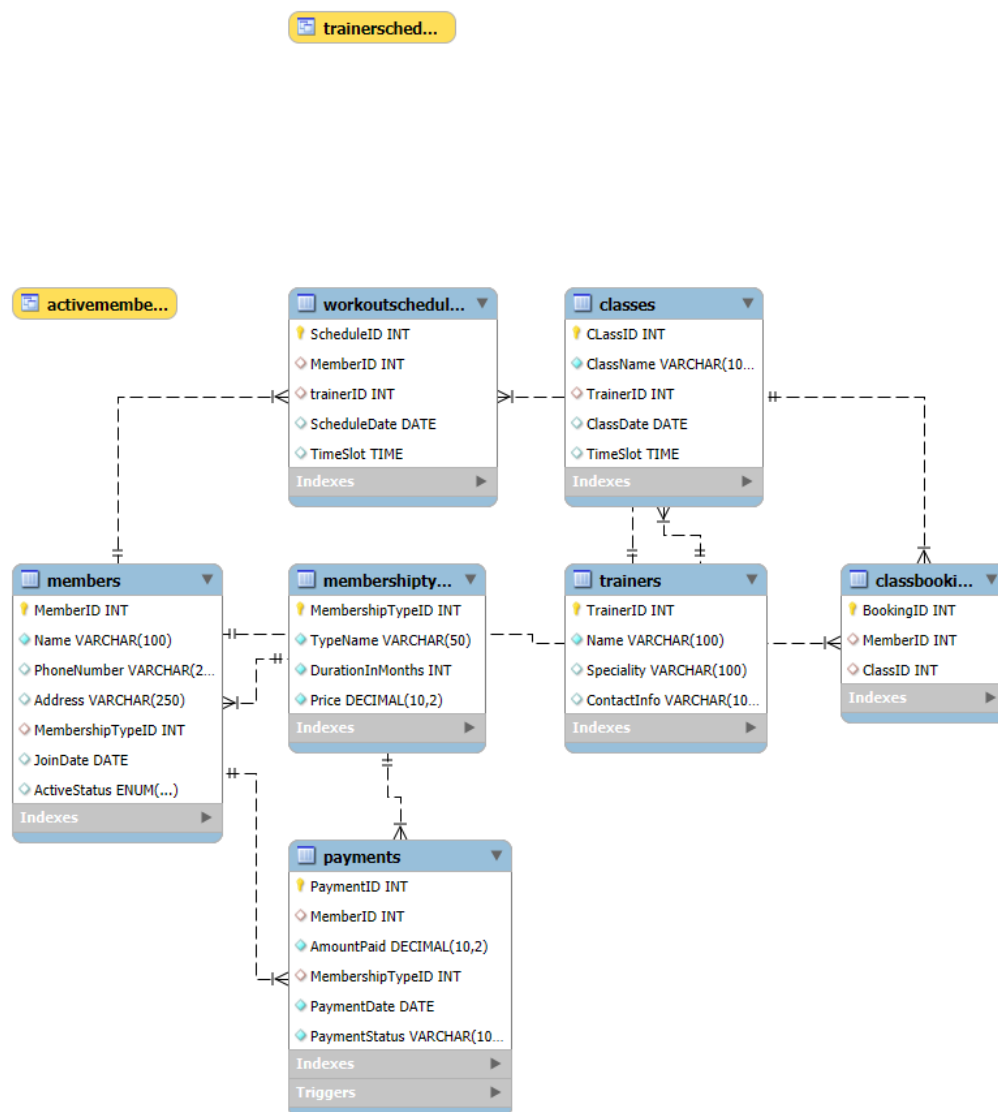 trainersched...
activemembe...
workoutschedul...
ScheduleID INT
MemberID INT
trainerID INT
ScheduleDate DATE
TimeSlot TIME
Indexes
classes
CLassID INT
ClassName VARCHAR(10...
TrainerID INT
ClassDate DATE
TimeSlot TIME
Indexes
members
MemberID INT
Name VARCHAR(100)
PhoneNumber VARCHAR(2...
Address VARCHAR(250)
MembershipTypeID INT
JoinDate DATE
ActiveStatus ENUM(...)
Indexes
membershipty...
MembershipTypeID INT
TypeName VARCHAR(50)
DurationInMonths INT
Price DECIMAL(10,2)
Indexes
trainers
TrainerID INT
Name VARCHAR(100)
Speciality VARCHAR(100)
ContactInfo VARCHAR(10...
Indexes
classbooki...
BookingID INT
MemberID INT
ClassID INT
Indexes
payments
PaymentID INT
MemberID INT
AmountPaid DECIMAL(10,2)
MembershipTypeID INT
PaymentDate DATE
PaymentStatus VARCHAR(10...
Indexes
Triggers